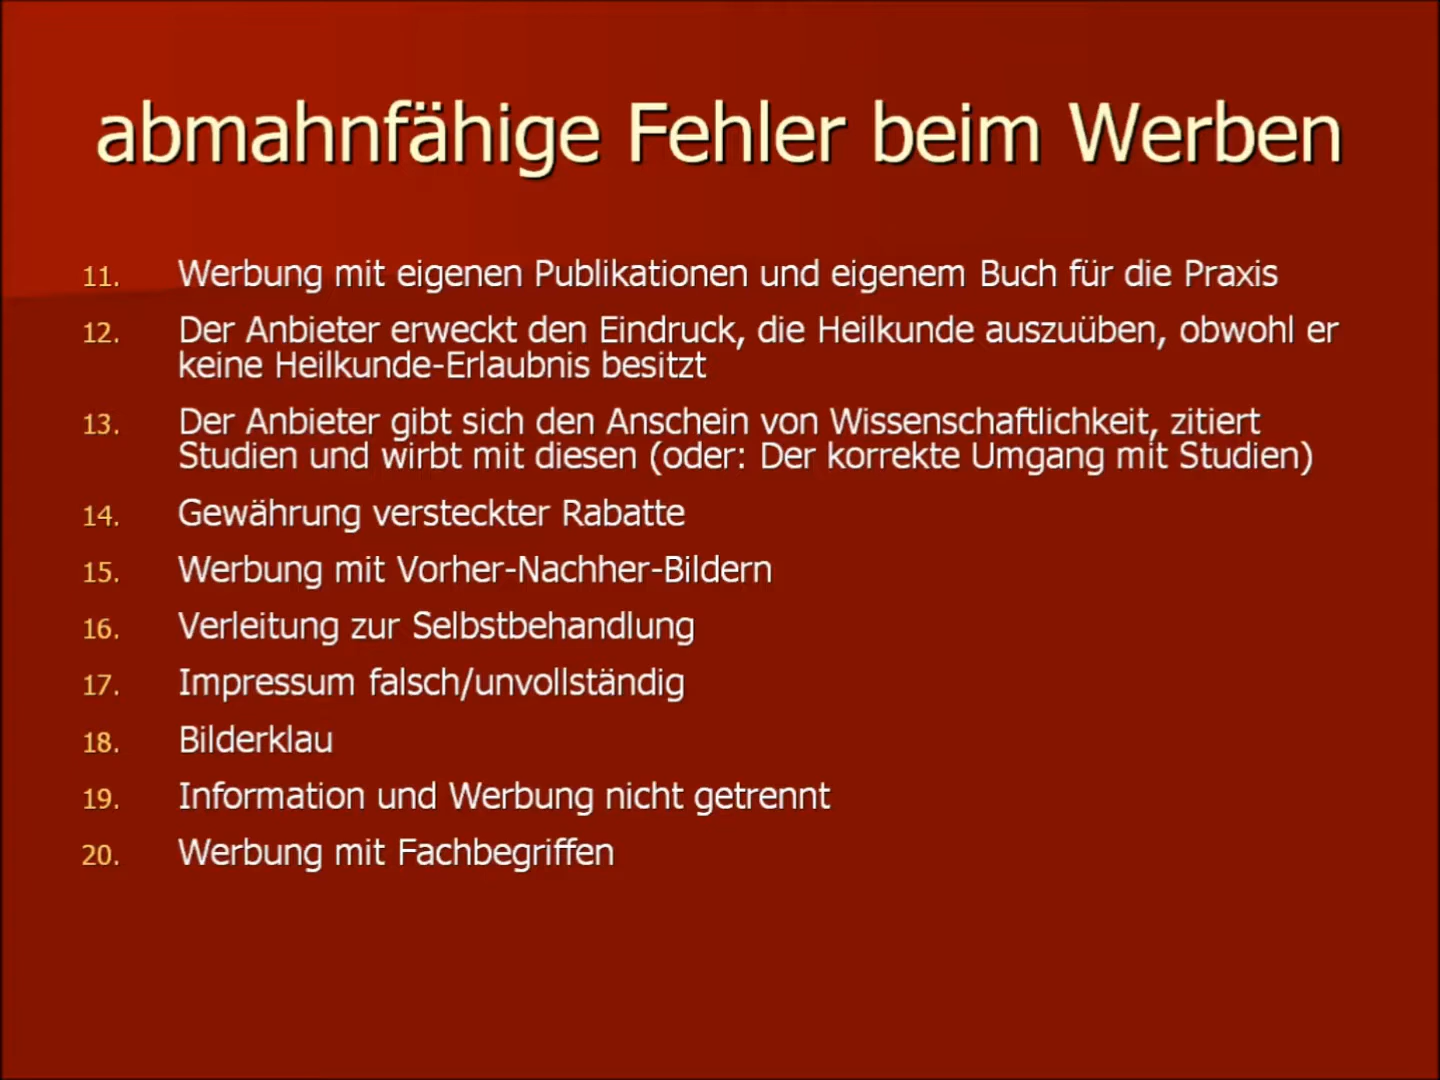 abmahnfähige Fehler beim Werben
11. Werbung mit eigenen Publikationen und eigenem Buch für die Praxis
12. Der Anbieter erweckt den Eindruck, die Heilkunde auszuüben, obwohl er
keine Heilkunde-Erlaubnis besitzt
13. Der Anbieter gibt sich den Anschein von Wissenschaftlichkeit, zitiert
Studien und wirbt mit diesen (oder: Der korrekte Umgang mit Studien)
14. Gewährung versteckter Rabatte
15. Werbung mit Vorher-Nachher-Bildern
16. Verleitung zur Selbstbehandlung
17. Impressum falsch/unvollständig
18. Bilderklau
19. Information und Werbung nicht getrennt
20. Werbung mit Fachbegriffen